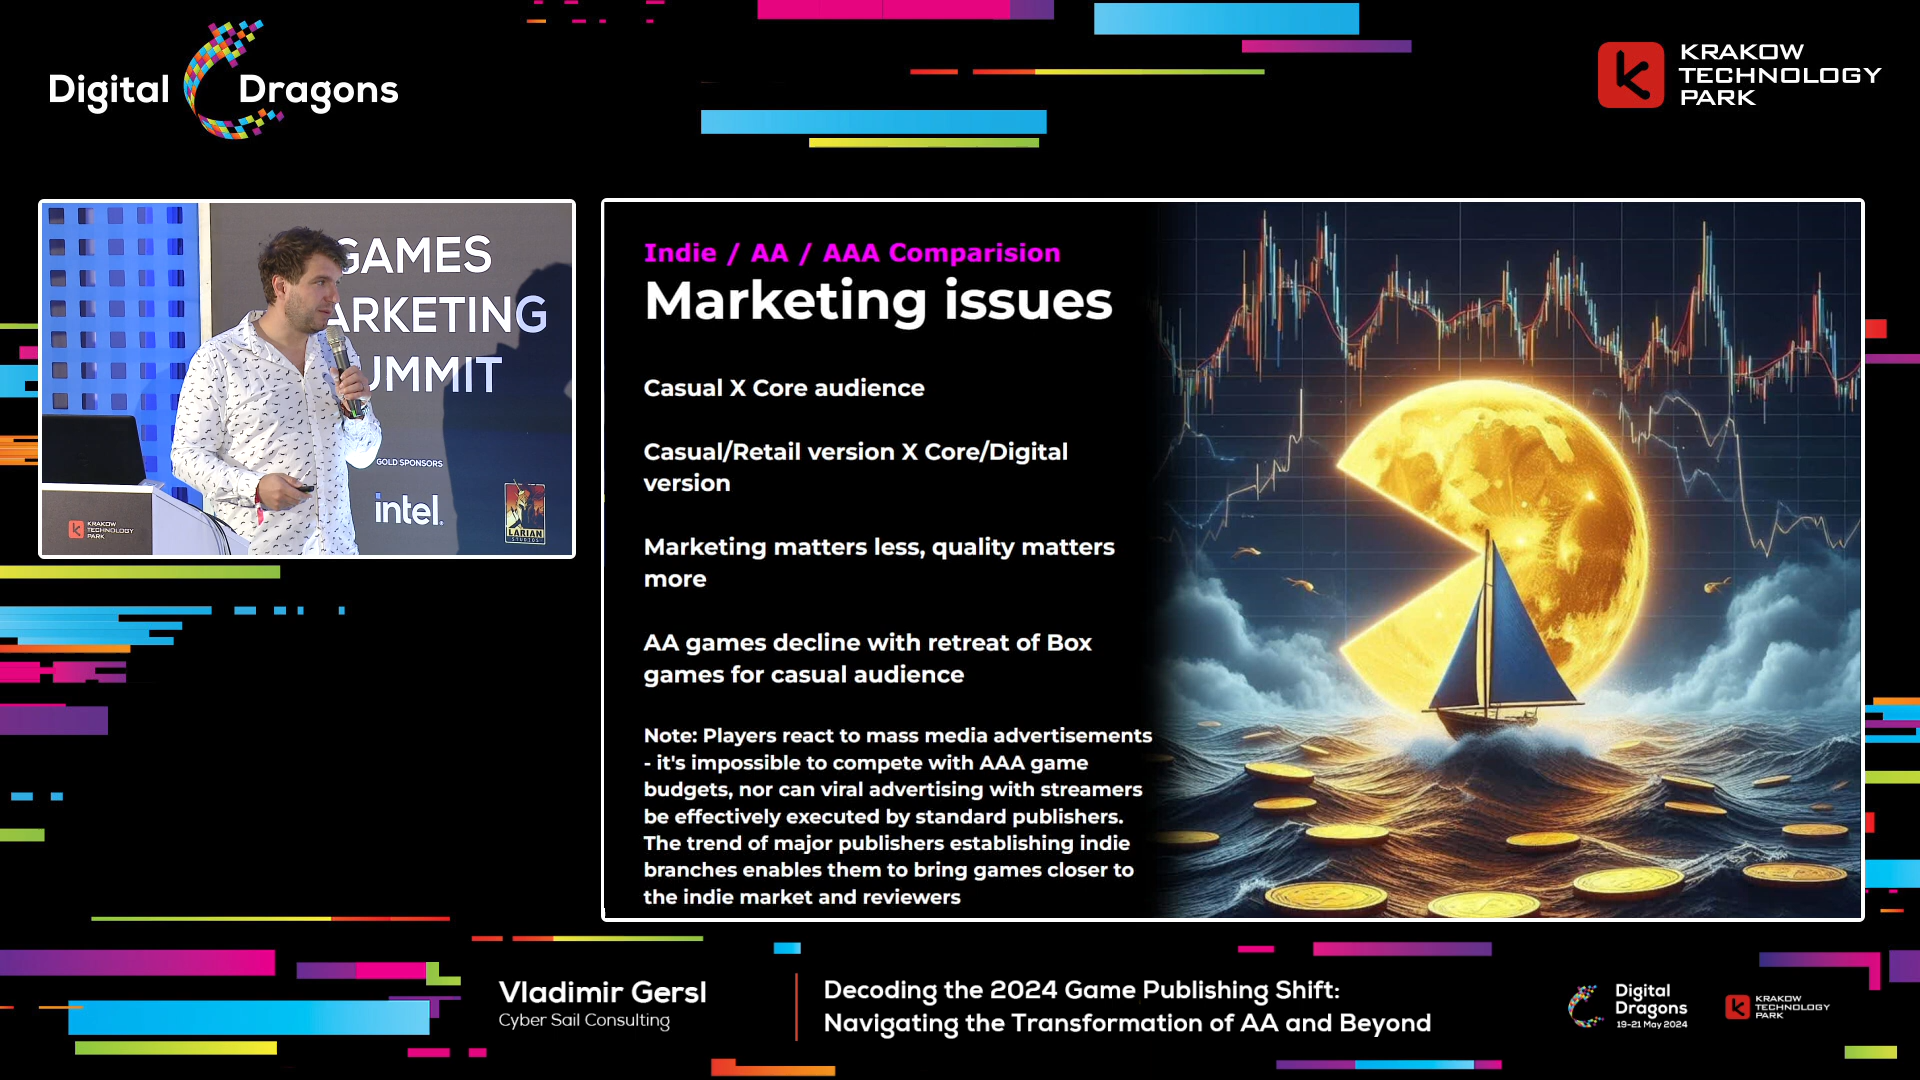 Digital Dragons
KRAKOW
TECHNOLOGY
PARK
GAMES
ARKETING
UMMIT
GOLD SPONSORS
intel.
LARIAN
STUDIOS
KRAKOW
TECHNOLOGY
PARK
Indie / AA / AAA Comparision
Marketing issues
Casual X Core audience
Casual/Retail version X Core/Digital
version
Marketing matters less, quality matters
more
AA games decline with retreat of Box
games for casual audience
Note: Players react to mass media advertisements
- it's impossible to compete with AAA game
budgets, nor can viral advertising with streamers
be effectively executed by standard publishers.
The trend of major publishers establishing indie
branches enables them to bring games closer to
the indie market and reviewers
Vladimir Gersl
Cyber Sail Consulting
Decoding the 2024 Game Publishing Shift:
Navigating the Transformation of AA and Beyond
Digital
Dragons
19-21 May 2024
KRAKOW
TECHNOLOGY
PARK